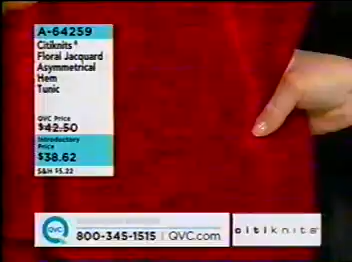 A-64259
Citiknits®
Floral Jacquard
Asymmetrical
Hem
Tunic
QVC Price
$42.50
Introductory
Price
$38.62
S&H $5.22
QVC
800-345-1515 | QVC.com
citiknits®